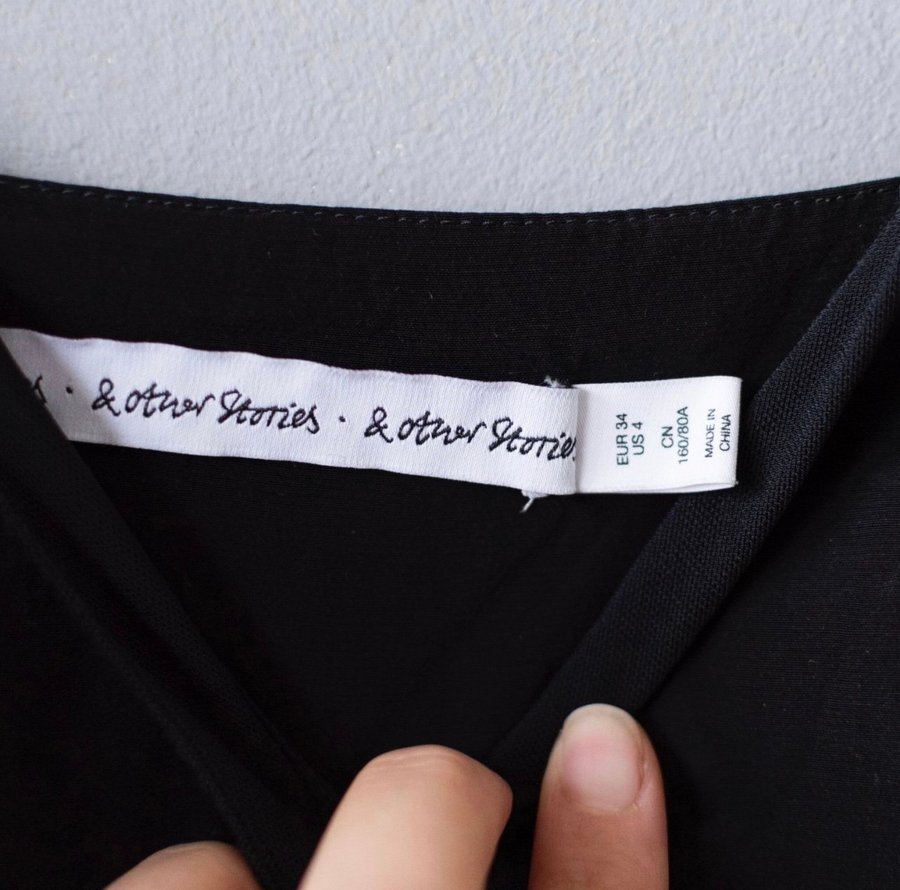 s · & other Stories · & other Stories
EUR 34
US 4
CN
160/80A
MADE IN
CHINA